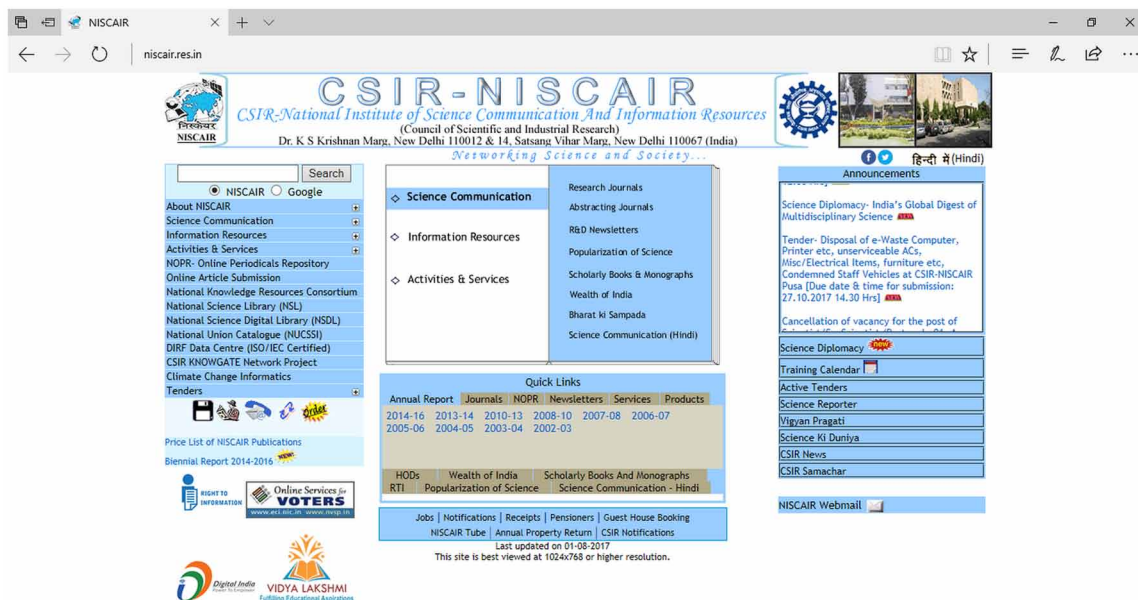 NISCAIR
niscair.res.in
CSIR-NISCAIR
CSIR-National Institute of Science Communication And Information Resources
(Council of Scientific and Industrial Research)
Dr. K S Krishnan Marg, New Delhi 110012 & 14, Satsang Vihar Marg, New Delhi 110067 (India)
Networking Science and Society...
निस्केयर
NISCAIR
हिन्दी में (Hindi)
Search
NISCAIR Google
About NISCAIR
Science Communication
Information Resources
Activities & Services
NOPR- Online Periodicals Repository
Online Article Submission
National Knowledge Resources Consortium
National Science Library (NSL)
National Science Digital Library (NSDL)
National Union Catalogue (NUCSSI)
DIRF Data Centre (ISO/IEC Certified)
CSIR KNOWGATE Network Project
Climate Change Informatics
Tenders
Order
Price List of NISCAIR Publications
Biennial Report 2014-2016 NEW!
RIGHT TO
INFORMATION
Online Services for
VOTERS
www.eci.nic.in www.nvsp.in
Digital India
Power To Empower
VIDYA LAKSHMI
Fulfilling Educational Aspirations
Science Communication
Information Resources
Activities & Services
Research Journals
Abstracting Journals
R&D Newsletters
Popularization of Science
Scholarly Books & Monographs
Wealth of India
Bharat ki Sampada
Science Communication (Hindi)
Quick Links
Annual Report Journals NOPR Newsletters Services Products
2014-16 2013-14 2010-13 2008-10 2007-08 2006-07
2005-06 2004-05 2003-04 2002-03
HODs Wealth of India Scholarly Books And Monographs
RTI Popularization of Science Science Communication - Hindi
Jobs | Notifications | Receipts | Pensioners | Guest House Booking
NISCAIR Tube | Annual Property Return | CSIR Notifications
Last updated on 01-08-2017
This site is best viewed at 1024x768 or higher resolution.
Announcements
Science Diplomacy- India's Global Digest of
Multidisciplinary Science NEW
Tender- Disposal of e-Waste Computer,
Printer etc, unserviceable ACs,
Misc/Electrical Items, furniture etc,
Condemned Staff Vehicles at CSIR-NISCAIR
Pusa [Due date & time for submission:
27.10.2017 14.30 Hrs] NEW
Cancellation of vacancy for the post of
Science Diplomacy new
Training Calendar
Active Tenders
Science Reporter
Vigyan Pragati
Science Ki Duniya
CSIR News
CSIR Samachar
NISCAIR Webmail